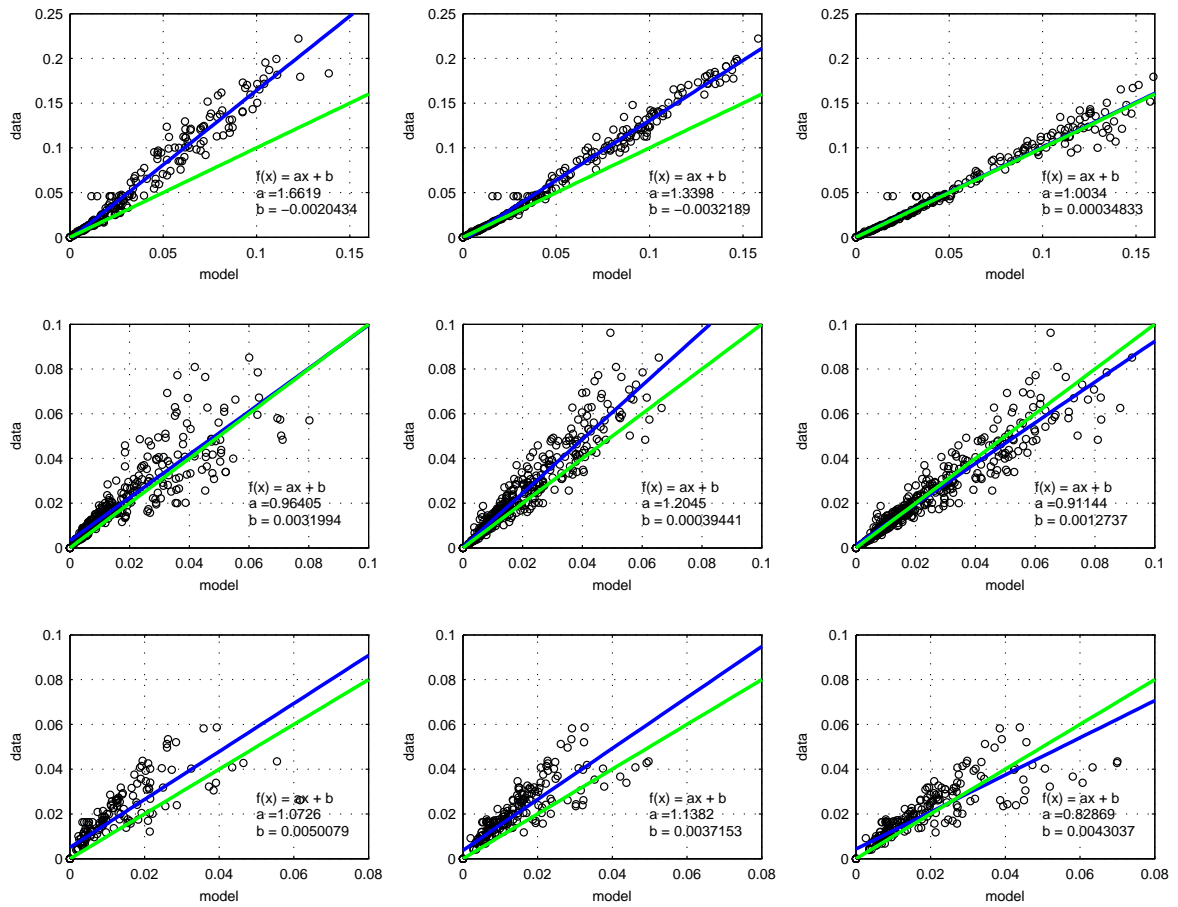 0.25
0.2
0.15
0.1
0.05
0
data
0 0.05 0.1 0.15
model
f(x) = ax + b
a =1.6619
b = −0.0020434
0.25
0.2
0.15
0.1
0.05
0
data
0 0.05 0.1 0.15
model
f(x) = ax + b
a =1.3398
b = −0.0032189
0.25
0.2
0.15
0.1
0.05
0
data
0 0.05 0.1 0.15
model
f(x) = ax + b
a =1.0034
b = 0.00034833
0.1
0.08
0.06
0.04
0.02
0
data
0 0.02 0.04 0.06 0.08 0.1
model
f(x) = ax + b
a =0.96405
b = 0.0031994
0.1
0.08
0.06
0.04
0.02
0
data
0 0.02 0.04 0.06 0.08 0.1
model
f(x) = ax + b
a =1.2045
b = 0.00039441
0.1
0.08
0.06
0.04
0.02
0
data
0 0.02 0.04 0.06 0.08 0.1
model
f(x) = ax + b
a =0.91144
b = 0.0012737
0.1
0.08
0.06
0.04
0.02
0
data
0 0.02 0.04 0.06 0.08
model
f(x) = ax + b
a =1.0726
b = 0.0050079
0.1
0.08
0.06
0.04
0.02
0
data
0 0.02 0.04 0.06 0.08
model
f(x) = ax + b
a =1.1382
b = 0.0037153
0.1
0.08
0.06
0.04
0.02
0
data
0 0.02 0.04 0.06 0.08
model
f(x) = ax + b
a =0.82869
b = 0.0043037